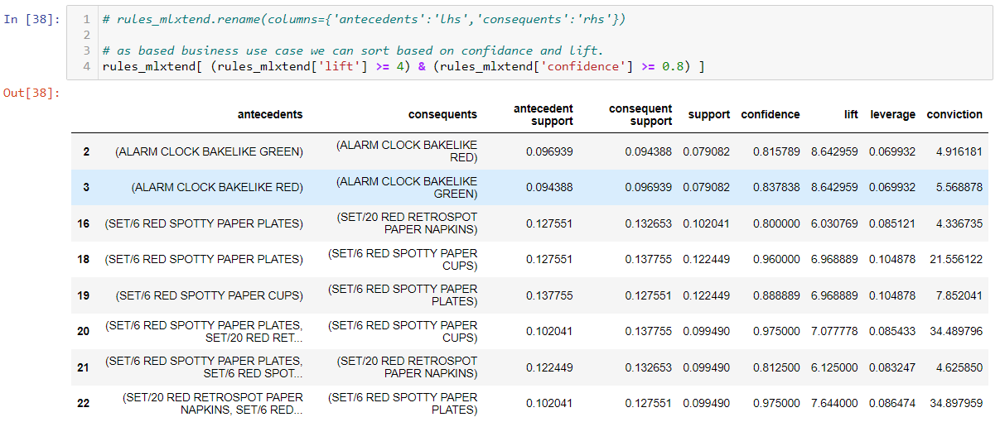 In [38]:
1 # rules_mlxtend.rename(columns={'antecedents':'lhs','consequents':'rhs'})
2
3 # as based business use case we can sort based on confidance and lift.
4 rules_mlxtend[ (rules_mlxtend['lift'] >= 4) & (rules_mlxtend['confidence'] >= 0.8) ]
Out[38]:
antecedents consequents antecedent support consequent support support confidence lift leverage conviction
2 (ALARM CLOCK BAKELIKE GREEN) (ALARM CLOCK BAKELIKE RED) 0.096939 0.094388 0.079082 0.815789 8.642959 0.069932 4.916181
3 (ALARM CLOCK BAKELIKE RED) (ALARM CLOCK BAKELIKE GREEN) 0.094388 0.096939 0.079082 0.837838 8.642959 0.069932 5.568878
16 (SET/6 RED SPOTTY PAPER PLATES) (SET/20 RED RETROSPOT PAPER NAPKINS) 0.127551 0.132653 0.102041 0.800000 6.030769 0.085121 4.336735
18 (SET/6 RED SPOTTY PAPER PLATES) (SET/6 RED SPOTTY PAPER CUPS) 0.127551 0.137755 0.122449 0.960000 6.968889 0.104878 21.556122
19 (SET/6 RED SPOTTY PAPER CUPS) (SET/6 RED SPOTTY PAPER PLATES) 0.137755 0.127551 0.122449 0.888889 6.968889 0.104878 7.852041
20 (SET/6 RED SPOTTY PAPER PLATES, SET/20 RED RET... (SET/6 RED SPOTTY PAPER CUPS) 0.102041 0.137755 0.099490 0.975000 7.077778 0.085433 34.489796
21 (SET/6 RED SPOTTY PAPER PLATES, SET/6 RED SPOT... (SET/20 RED RETROSPOT PAPER NAPKINS) 0.122449 0.132653 0.099490 0.812500 6.125000 0.083247 4.625850
22 (SET/20 RED RETROSPOT PAPER NAPKINS, SET/6 RED... (SET/6 RED SPOTTY PAPER PLATES) 0.102041 0.127551 0.099490 0.975000 7.644000 0.086474 34.897959